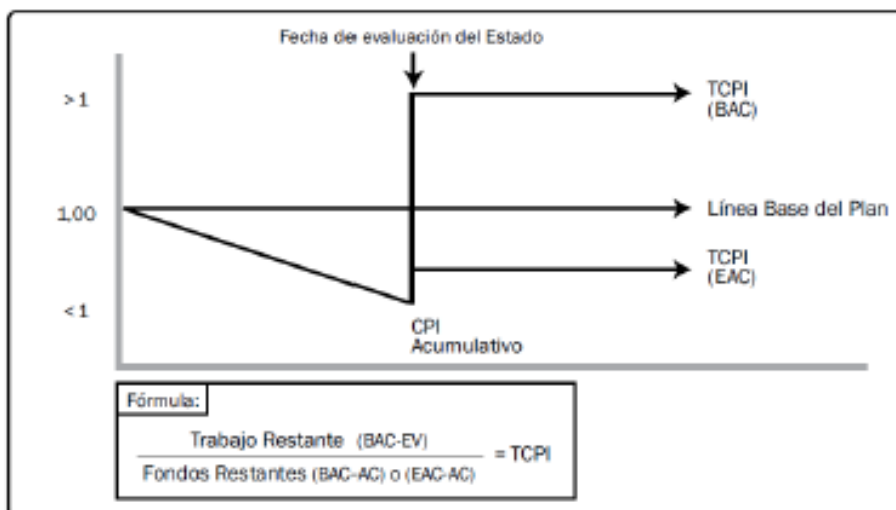 Fecha de evaluación del Estado
> 1
TCPI
(BAC)
1,00
Línea Base del Plan
TCPI
(EAC)
< 1
CPI
Acumulativo
Fórmula:
Trabajo Restante (BAC-EV)
= TCPI
Fondos Restantes (BAC-AC) o (EAC-AC)